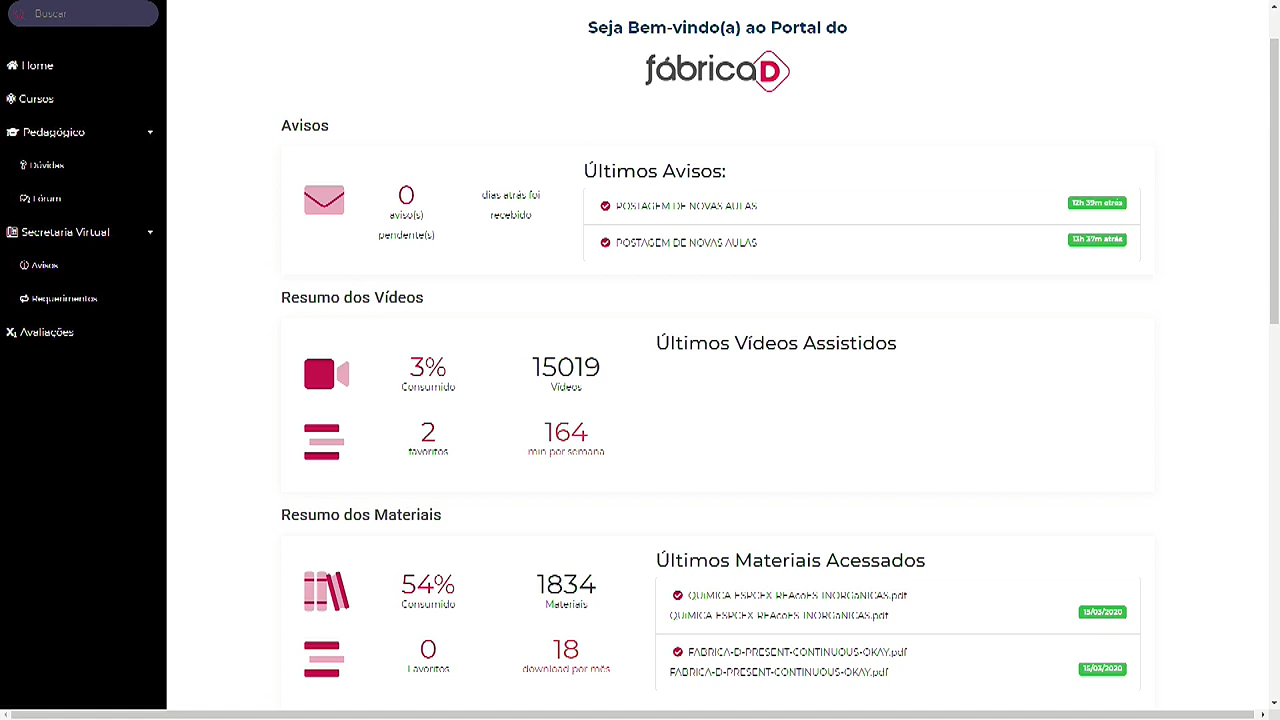 Buscar
Home
Cursos
Pedagógico
Dúvidas
Fórum
Secretaria Virtual
Avisos
Requerimentos
Avaliações
Seja Bem-vindo(a) ao Portal do
fábrica D
Avisos
0
aviso(s)
pendente(s)
dias atrás foi
recebido
Últimos Avisos:
POSTAGEM DE NOVAS AULAS
12h 39m atrás
POSTAGEM DE NOVAS AULAS
13h 37m atrás
Resumo dos Vídeos
3%
Consumido
15019
Vídeos
2
favoritos
164
min por semana
Últimos Vídeos Assistidos
Resumo dos Materiais
54%
Consumido
1834
Materiais
0
Favoritos
18
download por mês
Últimos Materiais Acessados
QUiMICA-ESPCEX-REAcoES-INORGaNICAS.pdf
QUiMICA-ESPCEX-REAcoES-INORGaNICAS.pdf
15/03/2020
FABRICA-D-PRESENT-CONTINUOUS-OKAY.pdf
FABRICA-D-PRESENT-CONTINUOUS-OKAY.pdf
15/03/2020